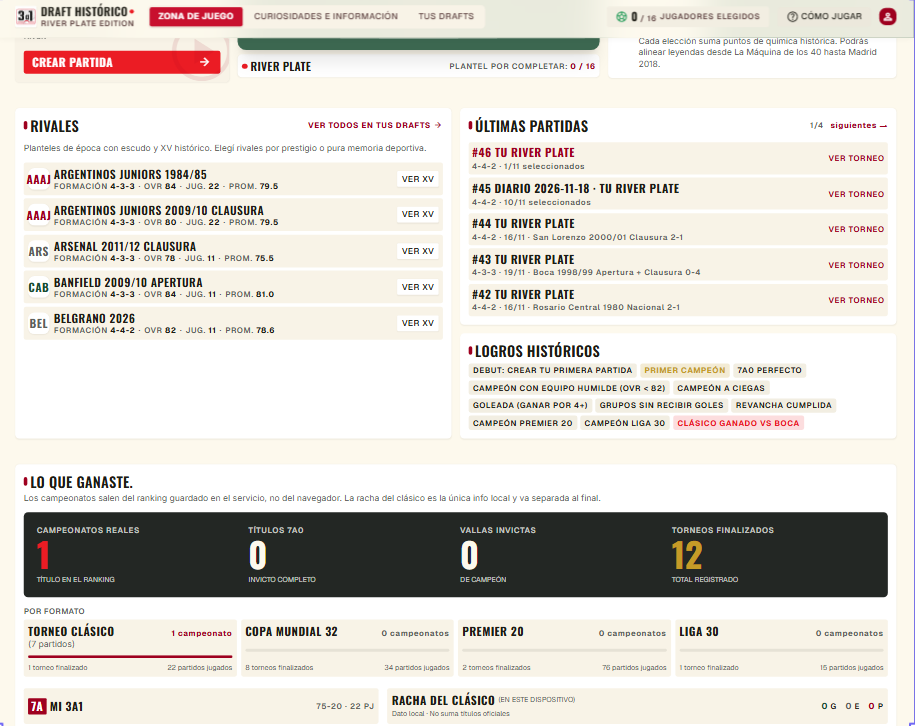 3a1 DRAFT HISTÓRICO
RIVER PLATE EDITION
ZONA DE JUEGO
CURIOSIDADES E INFORMACIÓN
TUS DRAFTS
0 / 16 JUGADORES ELEGIDOS
CÓMO JUGAR
CREAR PARTIDA →
RIVER PLATE
PLANTEL POR COMPLETAR: 0 / 16
Cada elección suma puntos de química histórica. Podrás
alinear leyendas desde La Máquina de los 40 hasta Madrid
2018.
RIVALES
VER TODOS EN TUS DRAFTS →
Planteles de época con escudo y XV histórico. Elegí rivales por prestigio o pura memoria deportiva.
AAAJ
ARGENTINOS JUNIORS 1984/85
FORMACIÓN 4-3-3 · OVR 84 · JUG. 22 · PROM. 79.5
VER XV
AAAJ
ARGENTINOS JUNIORS 2009/10 CLAUSURA
FORMACIÓN 4-3-3 · OVR 80 · JUG. 22 · PROM. 79.5
VER XV
ARS
ARSENAL 2011/12 CLAUSURA
FORMACIÓN 4-3-3 · OVR 78 · JUG. 11 · PROM. 75.5
VER XV
CAB
BANFIELD 2009/10 APERTURA
FORMACIÓN 4-3-3 · OVR 84 · JUG. 11 · PROM. 81.0
VER XV
BEL
BELGRANO 2026
FORMACIÓN 4-4-2 · OVR 82 · JUG. 11 · PROM. 78.6
VER XV
ÚLTIMAS PARTIDAS
1/4 siguientes →
#46 TU RIVER PLATE
4-4-2 · 1/11 seleccionados
VER TORNEO
#45 DIARIO 2026-11-18 · TU RIVER PLATE
4-4-2 · 10/11 seleccionados
VER TORNEO
#44 TU RIVER PLATE
4-4-2 · 16/11 · San Lorenzo 2000/01 Clausura 2-1
VER TORNEO
#43 TU RIVER PLATE
4-3-3 · 19/11 · Boca 1998/99 Apertura + Clausura 0-4
VER TORNEO
#42 TU RIVER PLATE
4-4-2 · 16/11 · Rosario Central 1980 Nacional 2-1
VER TORNEO
LOGROS HISTÓRICOS
DEBUT: CREAR TU PRIMERA PARTIDA
PRIMER CAMPEÓN
7A0 PERFECTO
CAMPEÓN CON EQUIPO HUMILDE (OVR < 82)
CAMPEÓN A CIEGAS
GOLEADA (GANAR POR 4+)
GRUPOS SIN RECIBIR GOLES
REVANCHA CUMPLIDA
CAMPEÓN PREMIER 20
CAMPEÓN LIGA 30
CLÁSICO GANADO VS BOCA
LO QUE GANASTE.
Los campeonatos salen del ranking guardado en el servicio, no del navegador. La racha del clásico es la única info local y va separada al final.
CAMPEONATOS REALES
1
TÍTULO EN EL RANKING
TÍTULOS 7A0
0
INVICTO COMPLETO
VALLAS INVICTAS
0
DE CAMPEÓN
TORNEOS FINALIZADOS
12
TOTAL REGISTRADO
POR FORMATO
TORNEO CLÁSICO
1 campeonato
(7 partidos)
1 torneo finalizado
22 partidos jugados
COPA MUNDIAL 32
0 campeonatos
8 torneos finalizados
34 partidos jugados
PREMIER 20
0 campeonatos
2 torneos finalizados
76 partidos jugados
LIGA 30
0 campeonatos
1 torneo finalizado
15 partidos jugados
7A MI 3A1
75-20 · 22 PJ
RACHA DEL CLÁSICO (EN ESTE DISPOSITIVO)
Dato local · No suma títulos oficiales
0 G 0 E 0 P